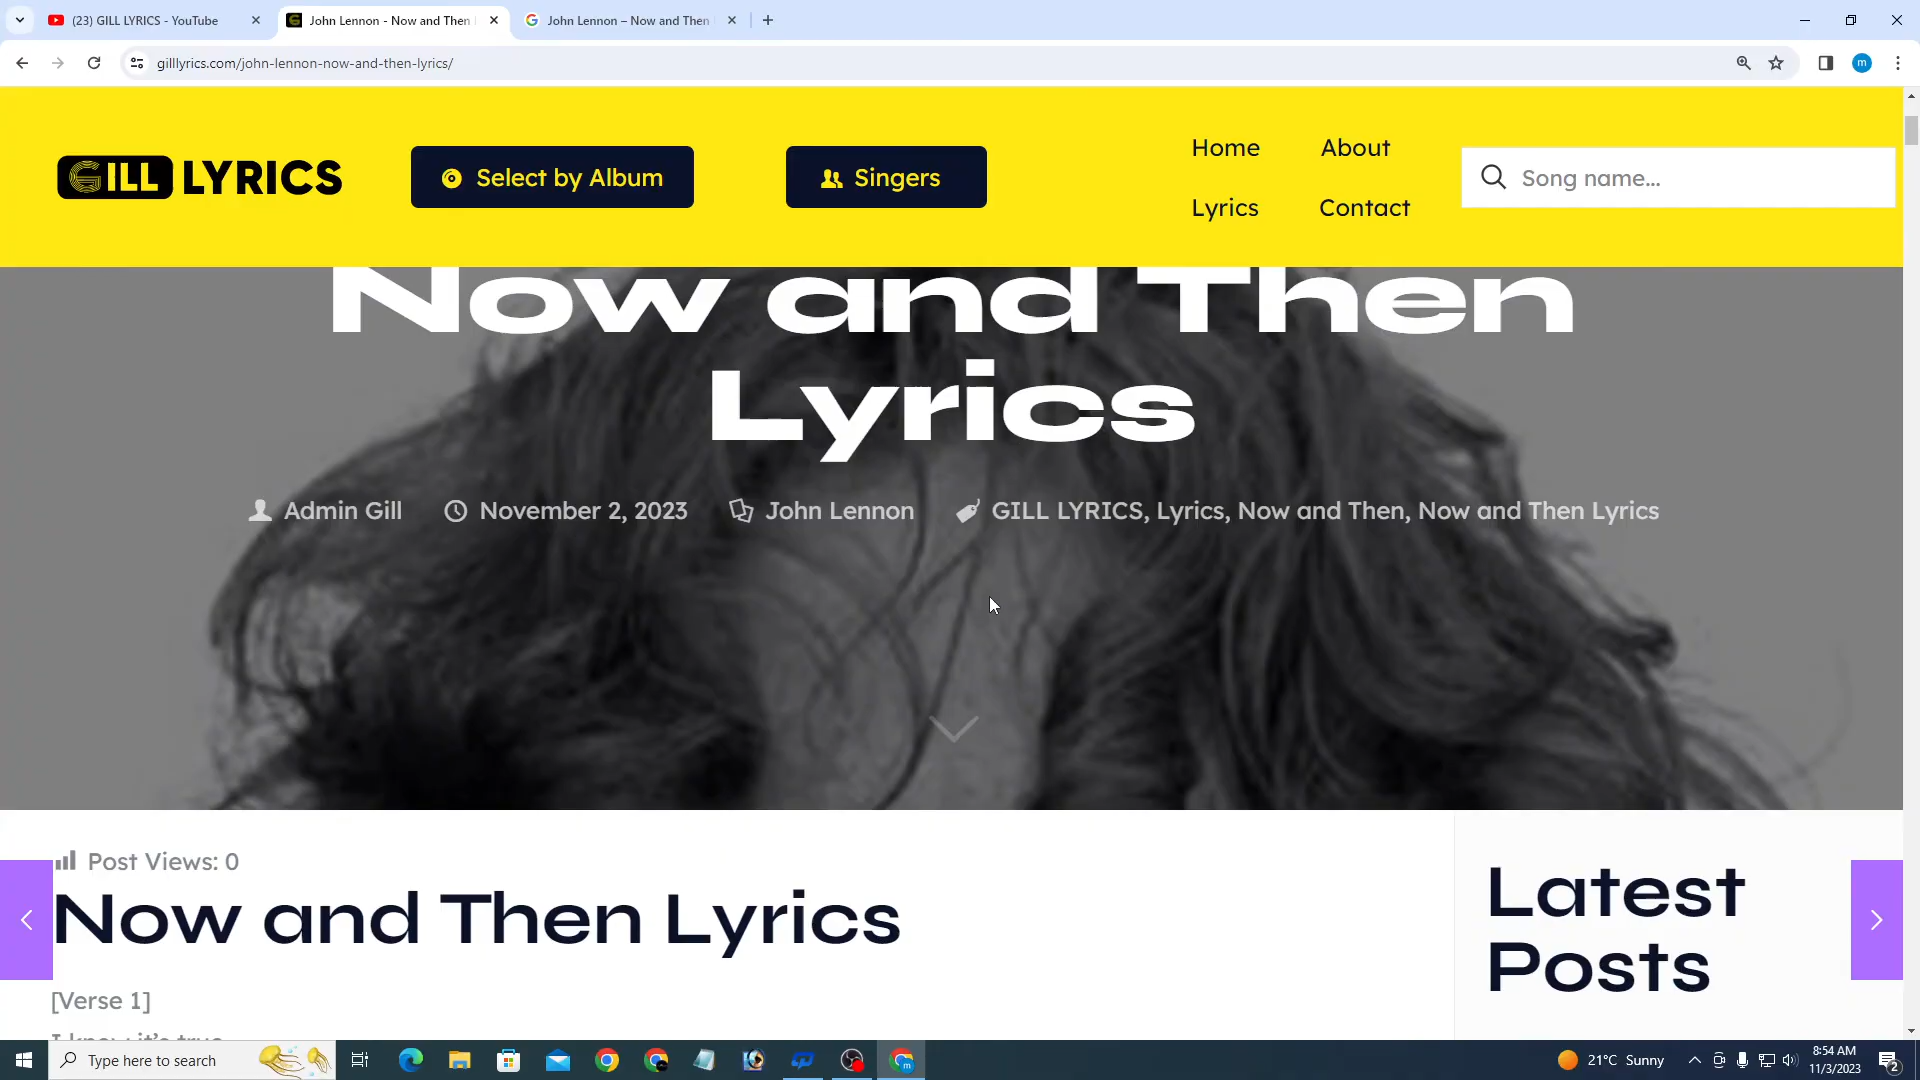 (23) GILL LYRICS - YouTube
John Lennon - Now and Then
John Lennon – Now and Then
gilllyrics.com/john-lennon-now-and-then-lyrics/
m
GILL LYRICS
Select by Album
Singers
Home
About
Lyrics
Contact
Song name...
Now and Then
Lyrics
Admin Gill
November 2, 2023
John Lennon
GILL LYRICS, Lyrics, Now and Then, Now and Then Lyrics
Post Views: 0
Now and Then Lyrics
[Verse 1]
I know it's true
Latest
Posts
Type here to search
21°C Sunny
8:54 AM
11/3/2023
2